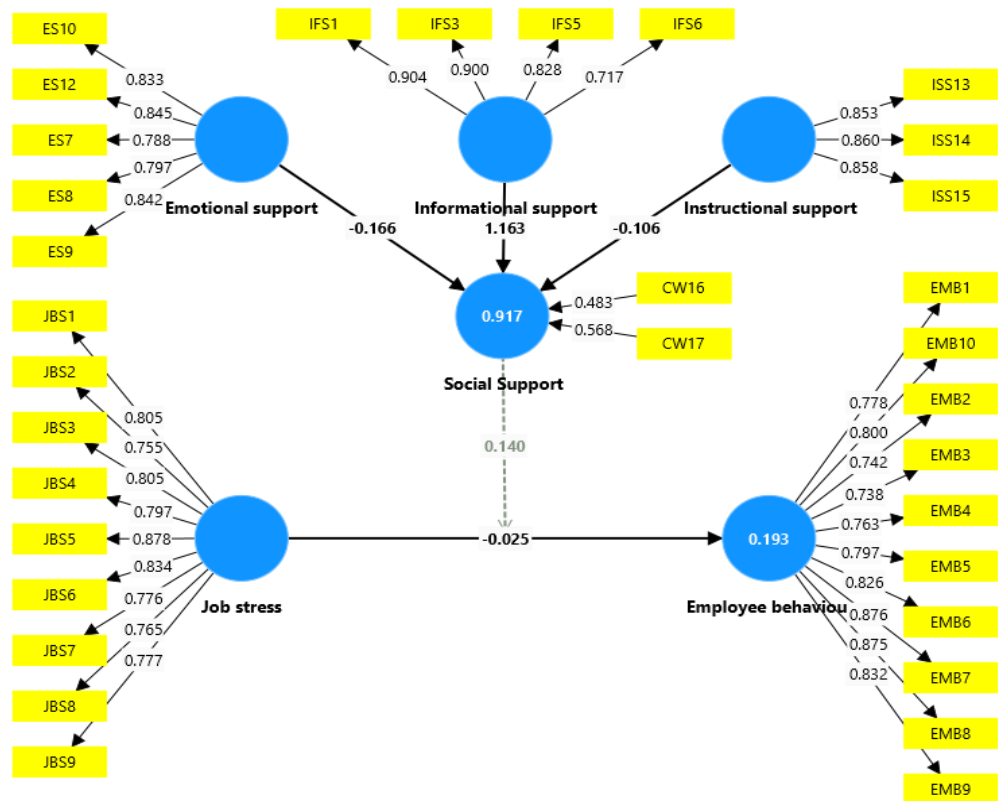 IFS1
IFS3
IFS5
IFS6
ES10
ES12
ES7
ES8
ES9
0.833
0.845
0.788
0.797
0.842
0.904
0.900
0.828
0.717
0.853
0.860
0.858
ISS13
ISS14
ISS15
Emotional support
Informational support
Instructional support
-0.166
1.163
-0.106
0.917
0.483
0.568
CW16
CW17
Social Support
0.140
JBS1
JBS2
JBS3
JBS4
JBS5
JBS6
JBS7
JBS8
JBS9
0.805
0.755
0.805
0.797
0.878
0.834
0.776
0.765
0.777
Job stress
-0.025
0.193
Employee behaviou
0.778
0.800
0.742
0.738
0.763
0.797
0.826
0.876
0.875
0.832
EMB1
EMB10
EMB2
EMB3
EMB4
EMB5
EMB6
EMB7
EMB8
EMB9